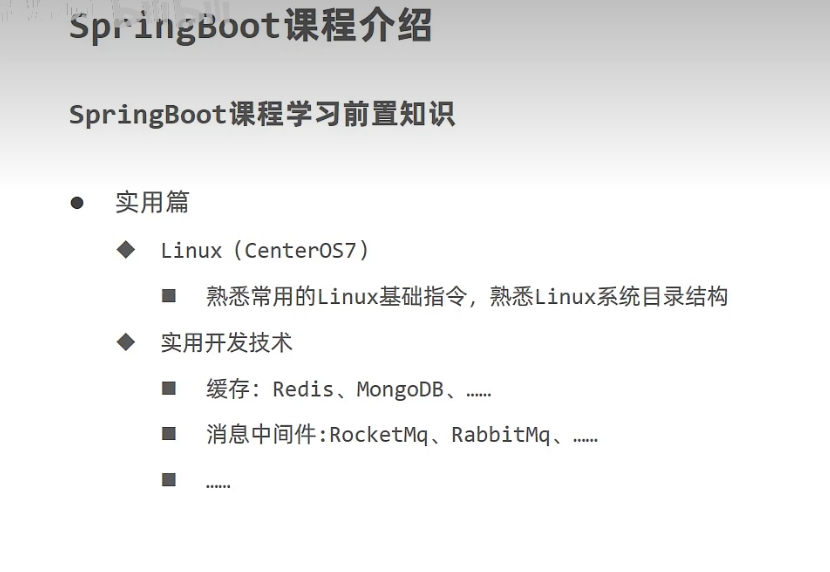 SpringBoot课程介绍
SpringBoot课程学习前置知识
● 实用篇
◆ Linux（CenterOS7）
■ 熟悉常用的Linux基础指令，熟悉Linux系统目录结构
◆ 实用开发技术
■ 缓存：Redis、MongoDB、……
■ 消息中间件:RocketMq、RabbitMq、……
■ ……